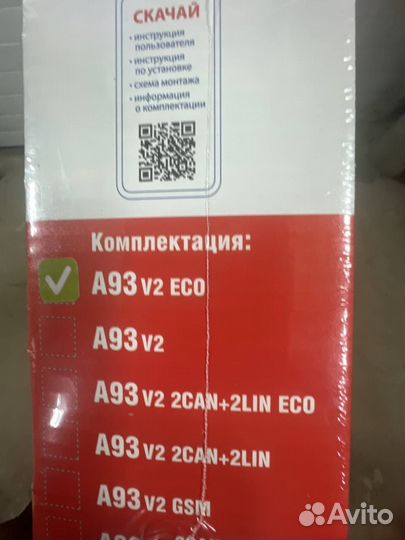 СКАЧАЙ
• инструкция
пользователя
• инструкция
по установке
• схема монтажа
• информация
о комплектации
Комплектация:
A93 V2 ECO
A93 V2
A93 V2 2CAN+2LIN ECO
A93 V2 2CAN+2LIN
A93 V2 GSM
Avito